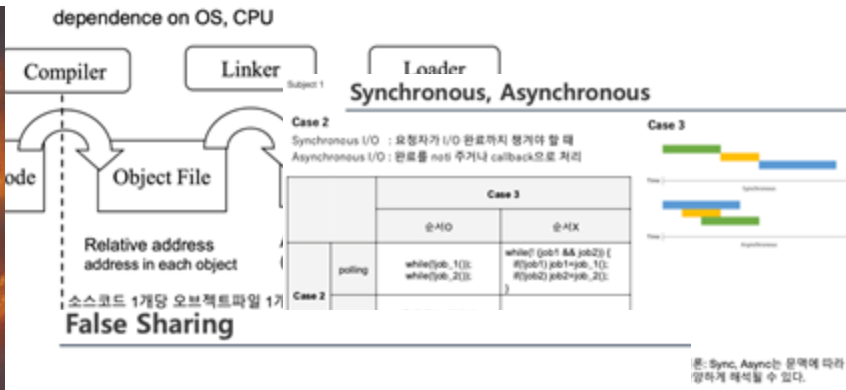 dependence on OS, CPU
Compiler
Linker
Loader
ode
Object File
Relative address
address in each object
소스코드 1개당 오브젝트파일 1
Subject 1
Synchronous, Asynchronous
Case 2
Synchronous I/O : 요청자가 I/O 완료까지 챙겨야 할 때
Asynchronous I/O : 완료를 noti 주거나 callback으로 처리
Case 3
순서O
순서X
Case 2
polling
while(!job_1());
while(!job_2());
while(! (job1 && job2)) {
if(!job1) job1=job_1();
if(!job2) job2=job_2();
}
Case 3
Time
Synchronous
Time
Asynchronous
False Sharing
론: Sync, Async는 문맥에 따라
양하게 해석될 수 있다.